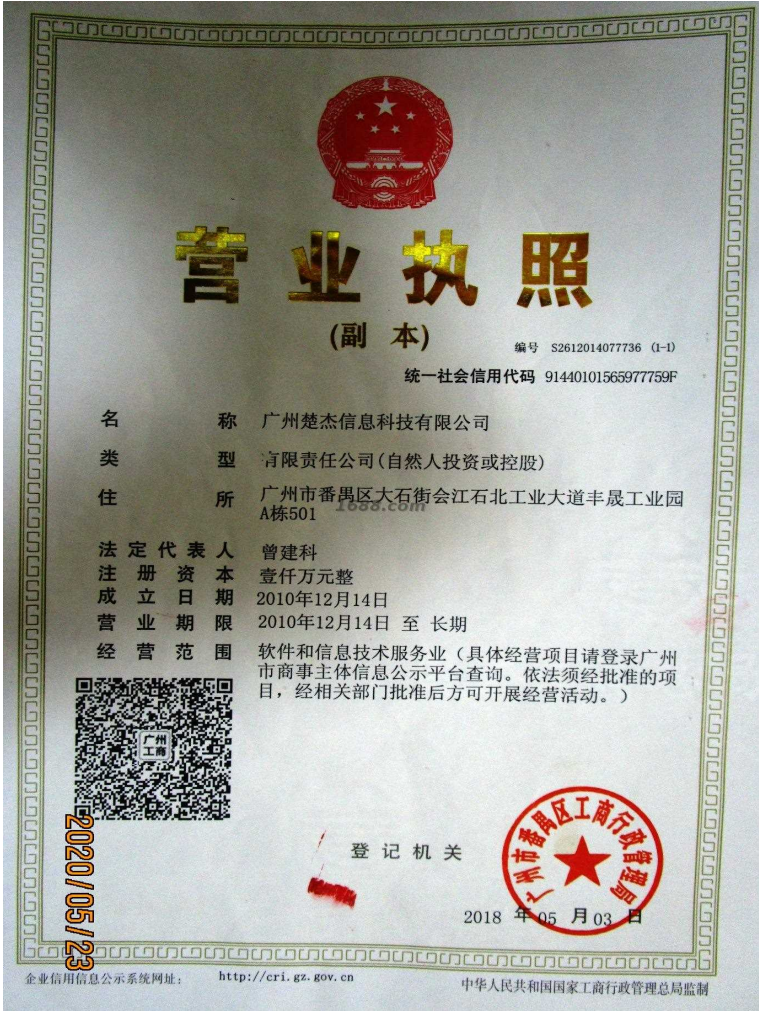 营业执照
(副 本)
编号 S2612014077736 (1-1)
统一社会信用代码 91440101565977759F
名 称 广州楚杰信息科技有限公司
类 型 有限责任公司(自然人投资或控股)
住 所 广州市番禺区大石街会江石北工业大道丰晟工业园
A栋501
1688.com
法定代表人 曾建科
注册资本 壹仟万元整
成立日期 2010年12月14日
营业期限 2010年12月14日 至 长期
经营范围 软件和信息技术服务业（具体经营项目请登录广州
市商事主体信息公示平台查询。依法须经批准的项
目，经相关部门批准后方可开展经营活动。）
广州
工商
登记机关
广州市番禺区工商行政管理局
2018 年 05 月 03 日
2020/05/23
企业信用信息公示系统网址： http://cri.gz.gov.cn
中华人民共和国国家工商行政管理总局监制